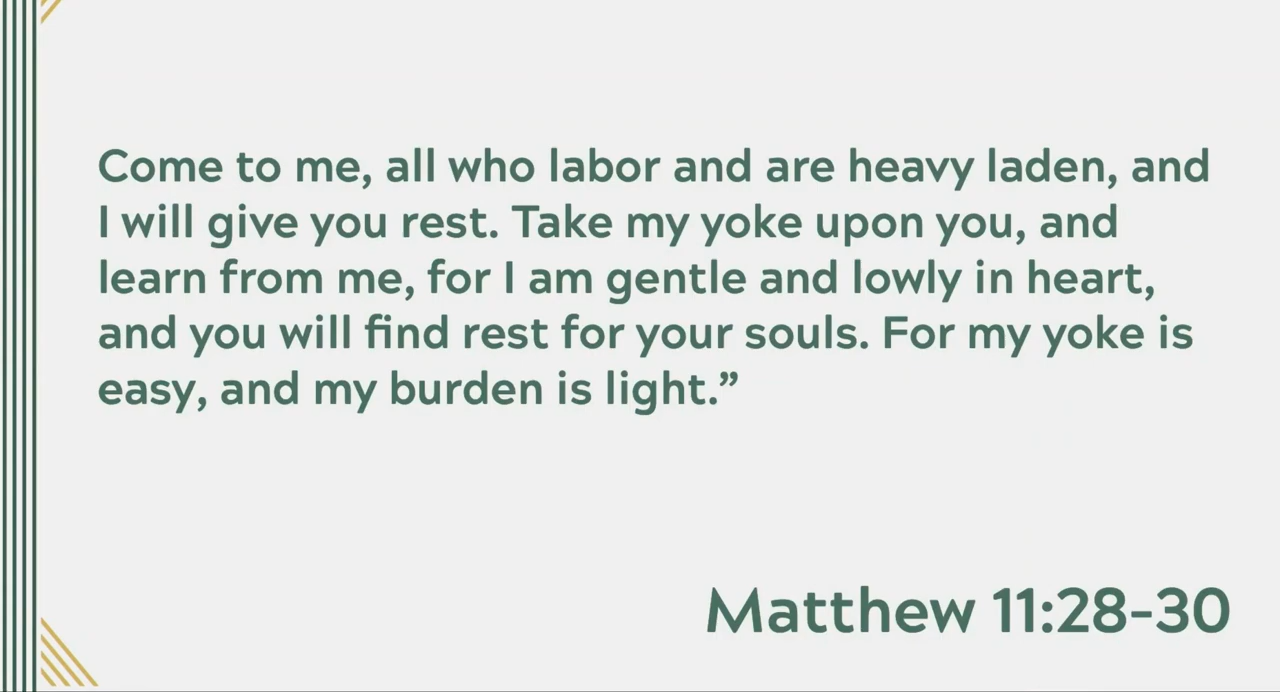 Come to me, all who labor and are heavy laden, and
I will give you rest. Take my yoke upon you, and
learn from me, for I am gentle and lowly in heart,
and you will find rest for your souls. For my yoke is
easy, and my burden is light.”
Matthew 11:28-30